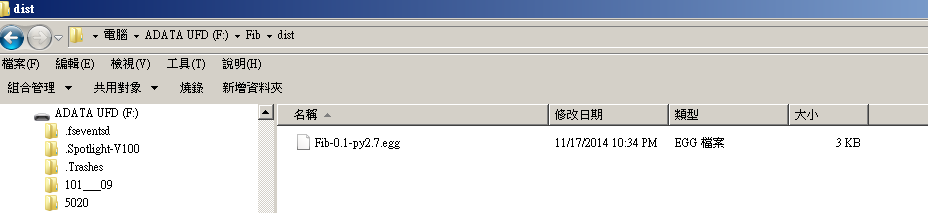 dist
電腦 ADATA UFD (F:) Fib dist
檔案(F) 編輯(E) 檢視(V) 工具(T) 說明(H)
組合管理 共用對象 燒錄 新增資料夾
ADATA UFD (F:)
.fseventsd
.Spotlight-V100
.Trashes
101___09
5020
名稱 修改日期 類型 大小
Fib-0.1-py2.7.egg 11/17/2014 10:34 PM EGG 檔案 3 KB